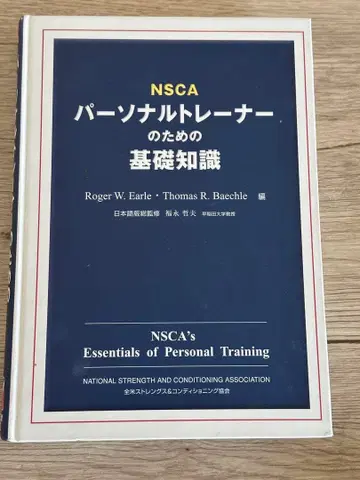 NSCA
パーソナルトレーナー
のための
基礎知識
Roger W. Earle・Thomas R. Baechle 編
日本語版総監修 福永 哲夫 早稲田大学教授
NSCA's
Essentials of Personal Training
NATIONAL STRENGTH AND CONDITIONING ASSOCIATION
全米ストレングス&コンディショニング協会